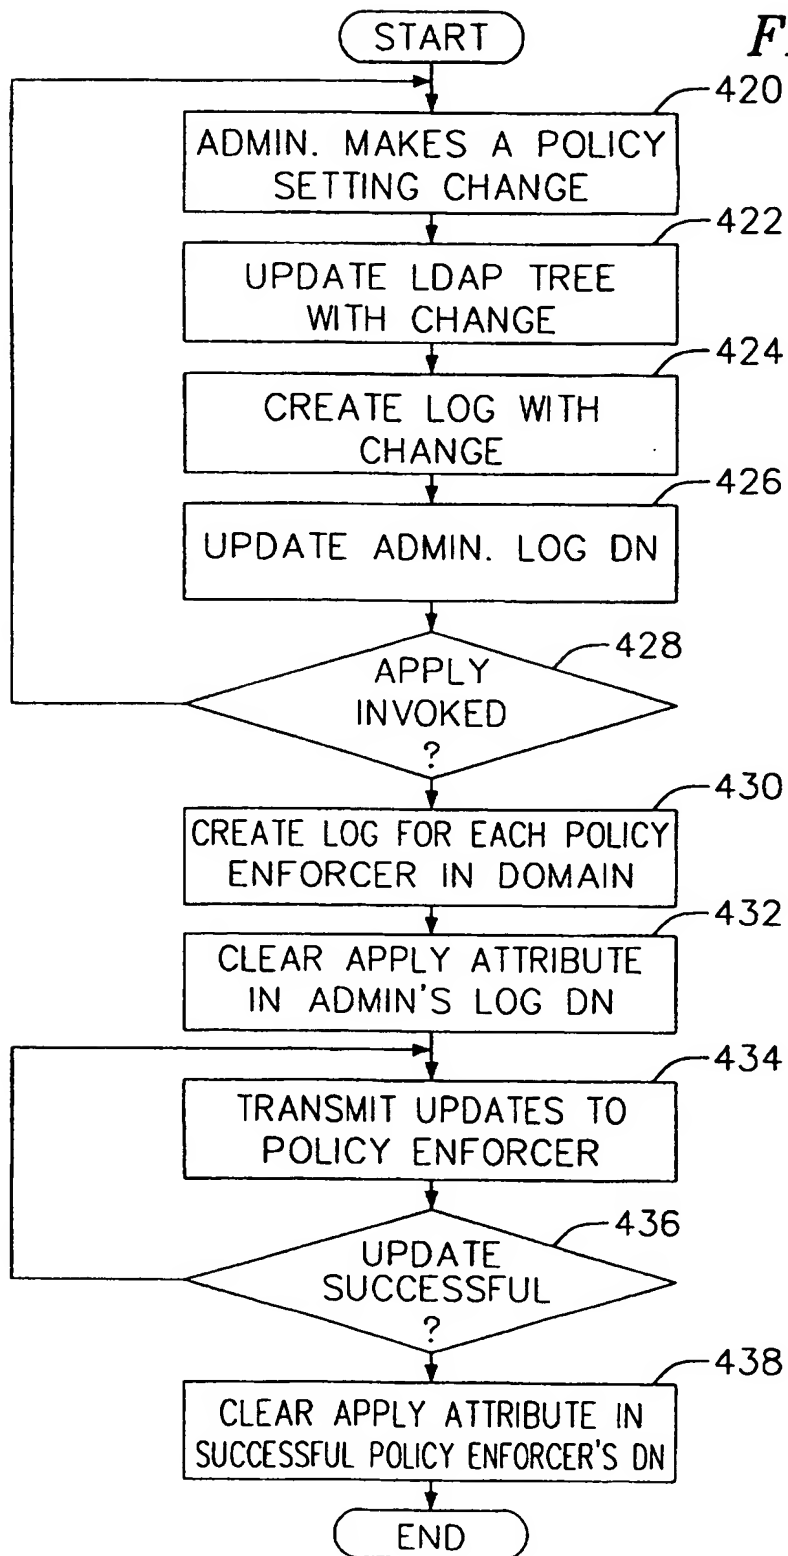 START
420
ADMIN. MAKES A POLICY
SETTING CHANGE
422
UPDATE LDAP TREE
WITH CHANGE
424
CREATE LOG WITH
CHANGE
426
UPDATE ADMIN. LOG DN
428
APPLY
INVOKED
?
430
CREATE LOG FOR EACH POLICY
ENFORCER IN DOMAIN
432
CLEAR APPLY ATTRIBUTE
IN ADMIN'S LOG DN
434
TRANSMIT UPDATES TO
POLICY ENFORCER
436
UPDATE
SUCCESSFUL
?
438
CLEAR APPLY ATTRIBUTE IN
SUCCESSFUL POLICY ENFORCER'S DN
END